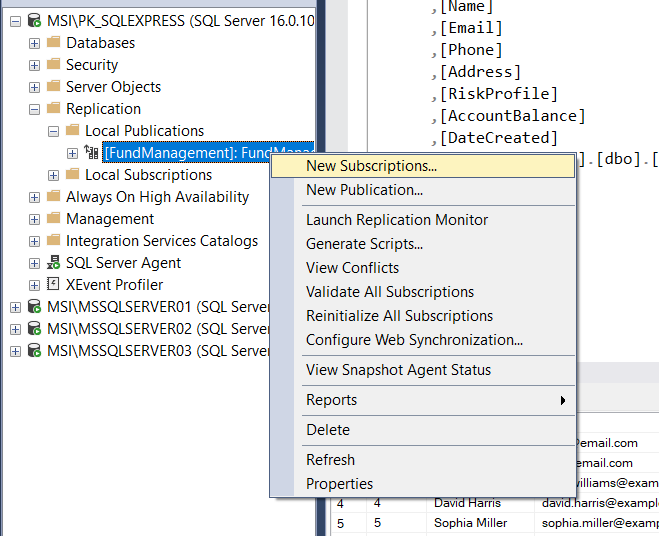 MSI\PK_SQLEXPRESS (SQL Server 16.0.10
Databases
Security
Server Objects
Replication
Local Publications
[FundManagement]: FundMana
Local Subscriptions
Always On High Availability
Management
Integration Services Catalogs
SQL Server Agent
XEvent Profiler
MSI\MSSQLSERVER01 (SQL Server
MSI\MSSQLSERVER02 (SQL Server
MSI\MSSQLSERVER03 (SQL Server
,[Name]
,[Email]
,[Phone]
,[Address]
,[RiskProfile]
,[AccountBalance]
,[DateCreated]
].[dbo].[
New Subscriptions...
New Publication...
Launch Replication Monitor
Generate Scripts...
View Conflicts
Validate All Subscriptions
Reinitialize All Subscriptions
Configure Web Synchronization...
View Snapshot Agent Status
Reports
Delete
Refresh
Properties
@email.com
email.com
williams@exam
4 4 David Harris david.harris@example
5 5 Sophia Miller sophia.miller@exampl